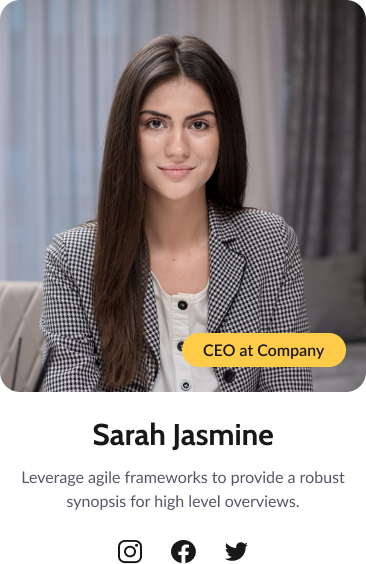 CEO at Company
Sarah Jasmine
Leverage agile frameworks to provide a robust
synopsis for high level overviews.